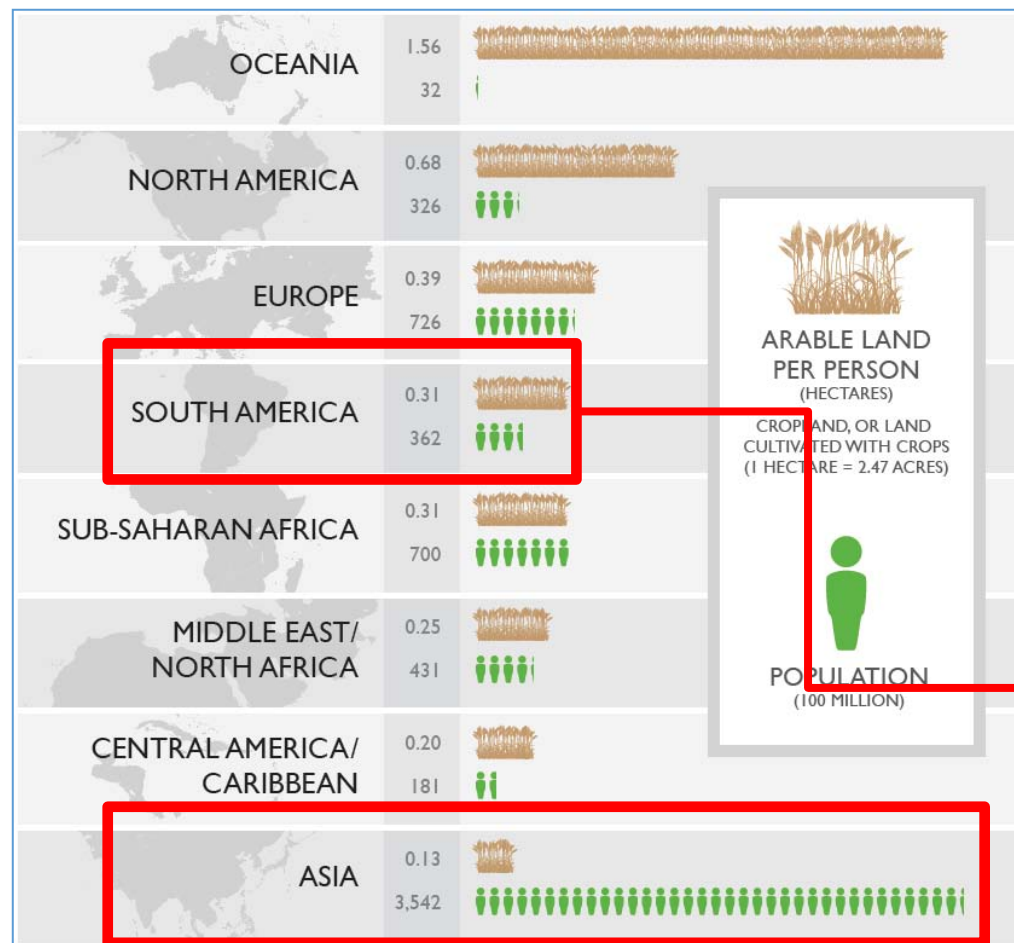 OCEANIA
1.56
32
NORTH AMERICA
0.68
326
EUROPE
0.39
726
SOUTH AMERICA
0.31
362
SUB-SAHARAN AFRICA
0.31
700
MIDDLE EAST/
NORTH AFRICA
0.25
431
CENTRAL AMERICA/
CARIBBEAN
0.20
181
ASIA
0.13
3,542
ARABLE LAND
PER PERSON
(HECTARES)
CROPLAND, OR LAND
CULTIVATED WITH CROPS
(1 HECTARE = 2.47 ACRES)
POPULATION
(100 MILLION)